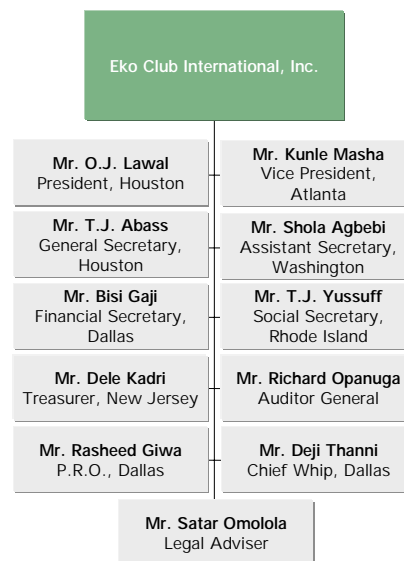 Eko Club International, Inc.
Mr. O.J. Lawal
President, Houston
Mr. Kunle Masha
Vice President,
Atlanta
Mr. T.J. Abass
General Secretary,
Houston
Mr. Shola Agbebi
Assistant Secretary,
Washington
Mr. Bisi Gaji
Financial Secretary,
Dallas
Mr. T.J. Yussuff
Social Secretary,
Rhode Island
Mr. Dele Kadri
Treasurer, New Jersey
Mr. Richard Opanuga
Auditor General
Mr. Rasheed Giwa
P.R.O., Dallas
Mr. Deji Thanni
Chief Whip, Dallas
Mr. Satar Omolola
Legal Adviser